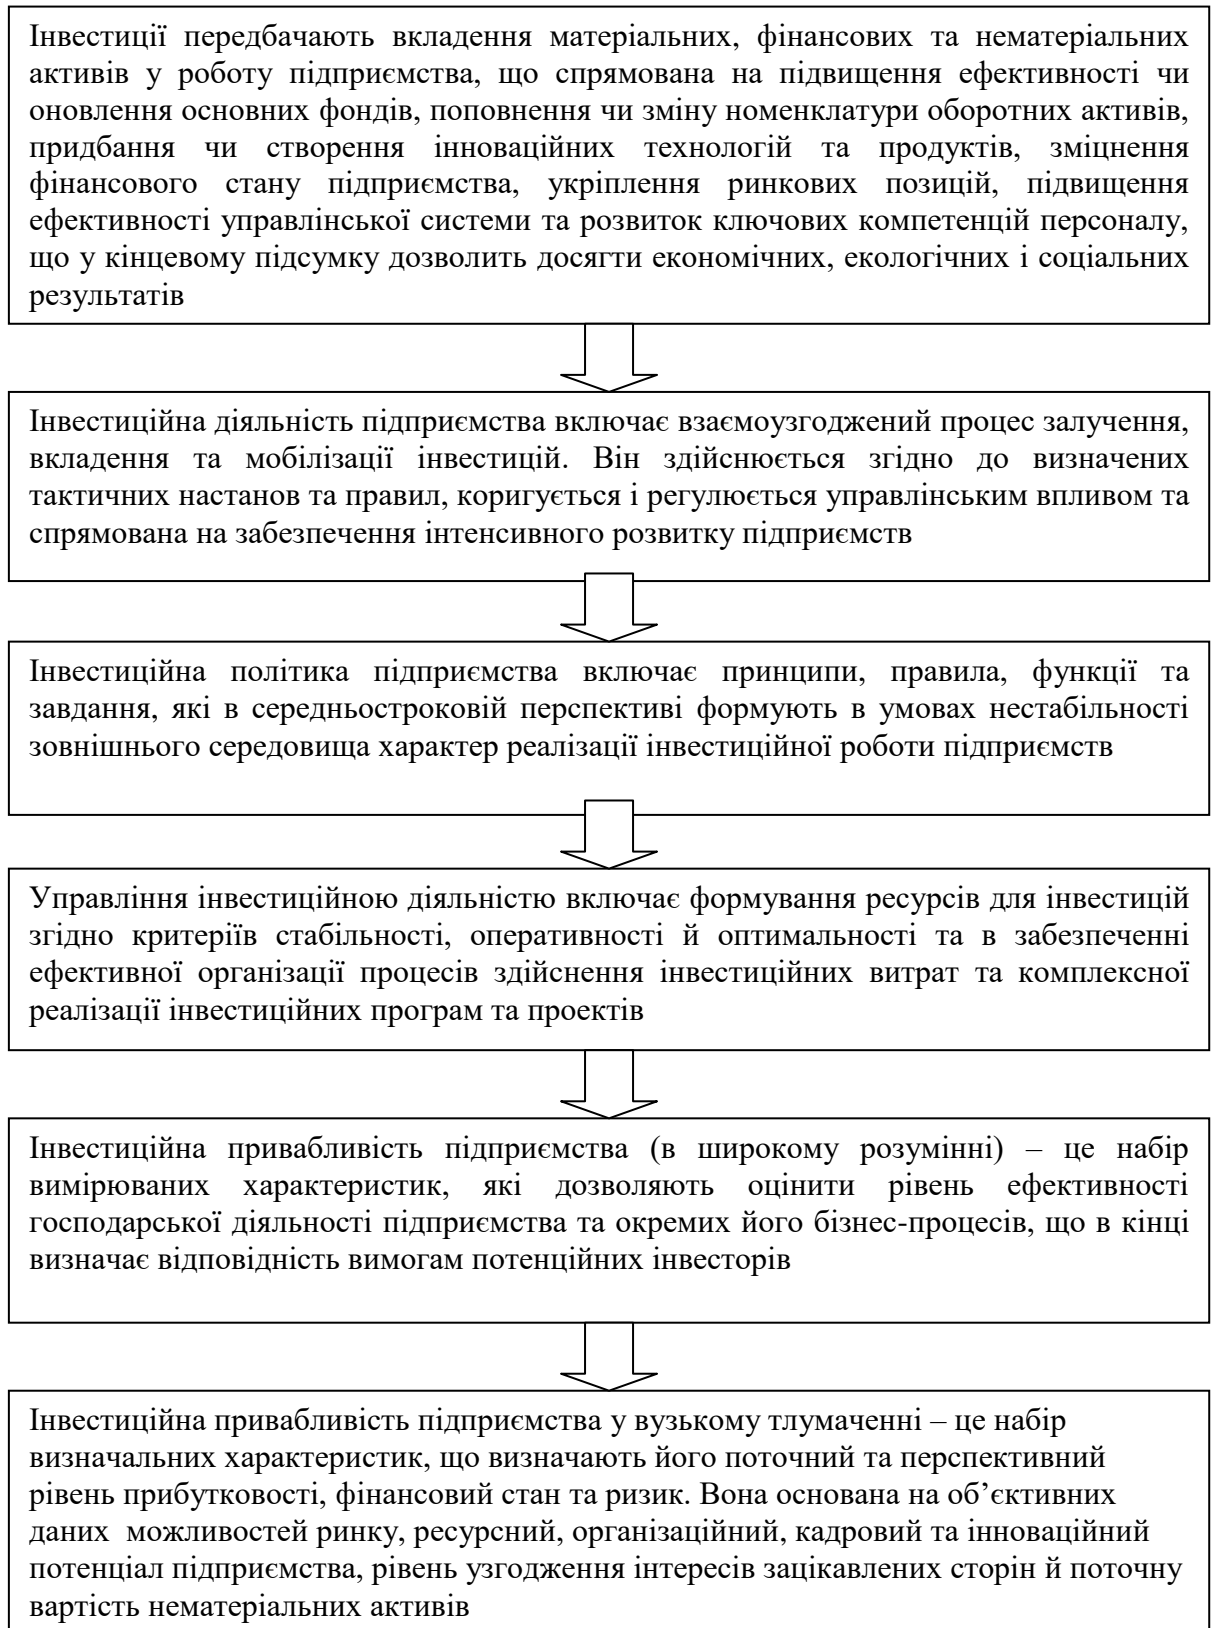 Інвестиції передбачають вкладення матеріальних, фінансових та нематеріальних
активів у роботу підприємства, що спрямована на підвищення ефективності чи
оновлення основних фондів, поповнення чи зміну номенклатури оборотних активів,
придбання чи створення інноваційних технологій та продуктів, зміцнення
фінансового стану підприємства, укріплення ринкових позицій, підвищення
ефективності управлінської системи та розвиток ключових компетенцій персоналу,
що у кінцевому підсумку дозволить досягти економічних, екологічних і соціальних
результатів
Інвестиційна діяльність підприємства включає взаємоузгоджений процес залучення,
вкладення та мобілізації інвестицій. Він здійснюється згідно до визначених
тактичних настанов та правил, коригується і регулюється управлінським впливом та
спрямована на забезпечення інтенсивного розвитку підприємств
Інвестиційна політика підприємства включає принципи, правила, функції та
завдання, які в середньостроковій перспективі формують в умовах нестабільності
зовнішнього середовища характер реалізації інвестиційної роботи підприємств
Управління інвестиційною діяльністю включає формування ресурсів для інвестицій
згідно критеріїв стабільності, оперативності й оптимальності та в забезпеченні
ефективної організації процесів здійснення інвестиційних витрат та комплексної
реалізації інвестиційних програм та проектів
Інвестиційна привабливість підприємства (в широкому розумінні) – це набір
вимірюваних характеристик, які дозволяють оцінити рівень ефективності
господарської діяльності підприємства та окремих його бізнес-процесів, що в кінці
визначає відповідність вимогам потенційних інвесторів
Інвестиційна привабливість підприємства у вузькому тлумаченні – це набір
визначальних характеристик, що визначають його поточний та перспективний
рівень прибутковості, фінансовий стан та ризик. Вона основана на об’єктивних
даних можливостей ринку, ресурсний, організаційний, кадровий та інноваційний
потенціал підприємства, рівень узгодження інтересів зацікавлених сторін й поточну
вартість нематеріальних активів